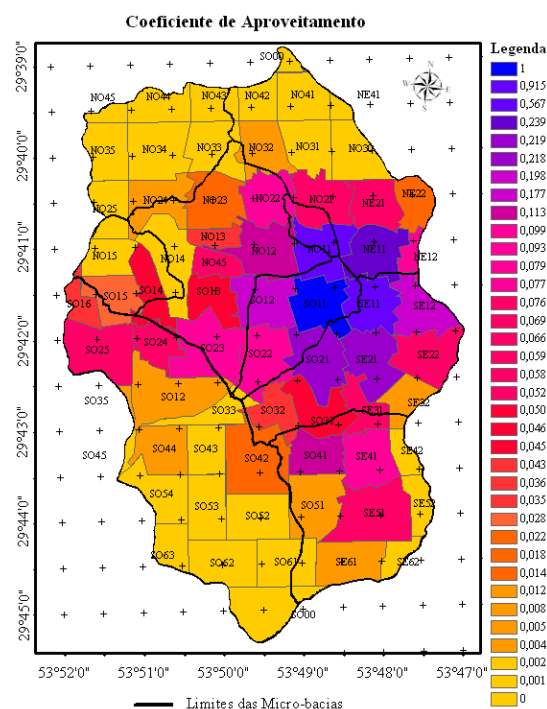 Coeficiente de Aproveitamento
29°39'0"
29°40'0"
29°41'0"
29°42'0"
29°43'0"
29°44'0"
29°45'0"
SO00
NO45 NO44 NO43 NO42 NO41 NE41
NO35 NO34 NO33 NO32 NO31 NO30
NO25 NO24 NO23 NO22 NO21 NE21 NE22
NO15 NO14 NO13 NO12 NO11 NE11 NE12
NO45
SO16 SO15 SO14 SO13 SO12 SO11 SE11 SE12
SO25 SO24 SO23 SO22 SO21 SE21 SE22
SO35 SO12 SO33 SO32 SO31 SE31 SE32
SO45 SO44 SO43 SO42 SO41 SE41 SE42
SO54 SO53 SO52 SO51 SE51 SE52
SO63 SO62 SO61 SE61 SE62
SO00
N
W
E
S
53°52'0" 53°51'0" 53°50'0" 53°49'0" 53°48'0" 53°47'0"
Limites das Micro-bacias
Legenda
1
0,915
0,567
0,239
0,219
0,218
0,198
0,177
0,113
0,099
0,093
0,079
0,077
0,076
0,069
0,066
0,059
0,058
0,052
0,050
0,046
0,045
0,043
0,036
0,035
0,028
0,022
0,018
0,014
0,012
0,008
0,005
0,004
0,002
0,001
0